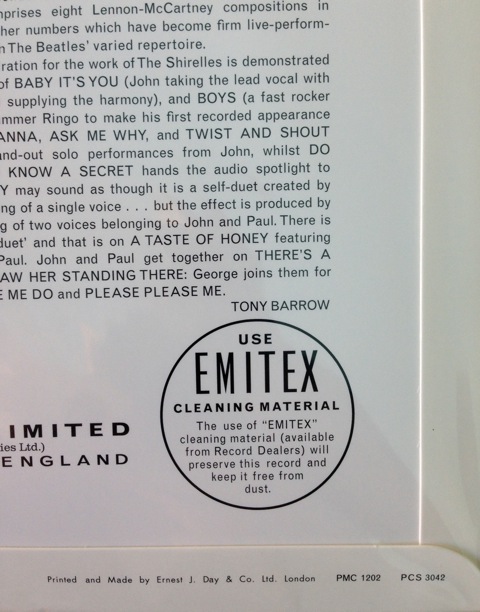 mprises eight Lennon-McCartney compositions in
her numbers which have become firm live-perform-
n The Beatles' varied repertoire.
ration for the work of The Shirelles is demonstrated
of BABY IT'S YOU (John taking the lead vocal with
supplying the harmony), and BOYS (a fast rocker
ummer Ringo to make his first recorded appearance
ANNA, ASK ME WHY, and TWIST AND SHOUT
and-out solo performances from John, whilst DO
KNOW A SECRET hands the audio spotlight to
Y may sound as though it is a self-duet created by
ng of a single voice . . . but the effect is produced by
g of two voices belonging to John and Paul. There is
duet' and that is on A TASTE OF HONEY featuring
Paul. John and Paul get together on THERE'S A
AW HER STANDING THERE: George joins them for
E ME DO and PLEASE PLEASE ME.
TONY BARROW
USE
EMITEX
CLEANING MATERIAL
The use of "EMITEX"
cleaning material (available
from Record Dealers) will
preserve this record and
keep it free from
dust.
IMITED
ies Ltd.)
ENGLAND
Printed and Made by Ernest J. Day & Co. Ltd. London PMC 1202 PCS 3042